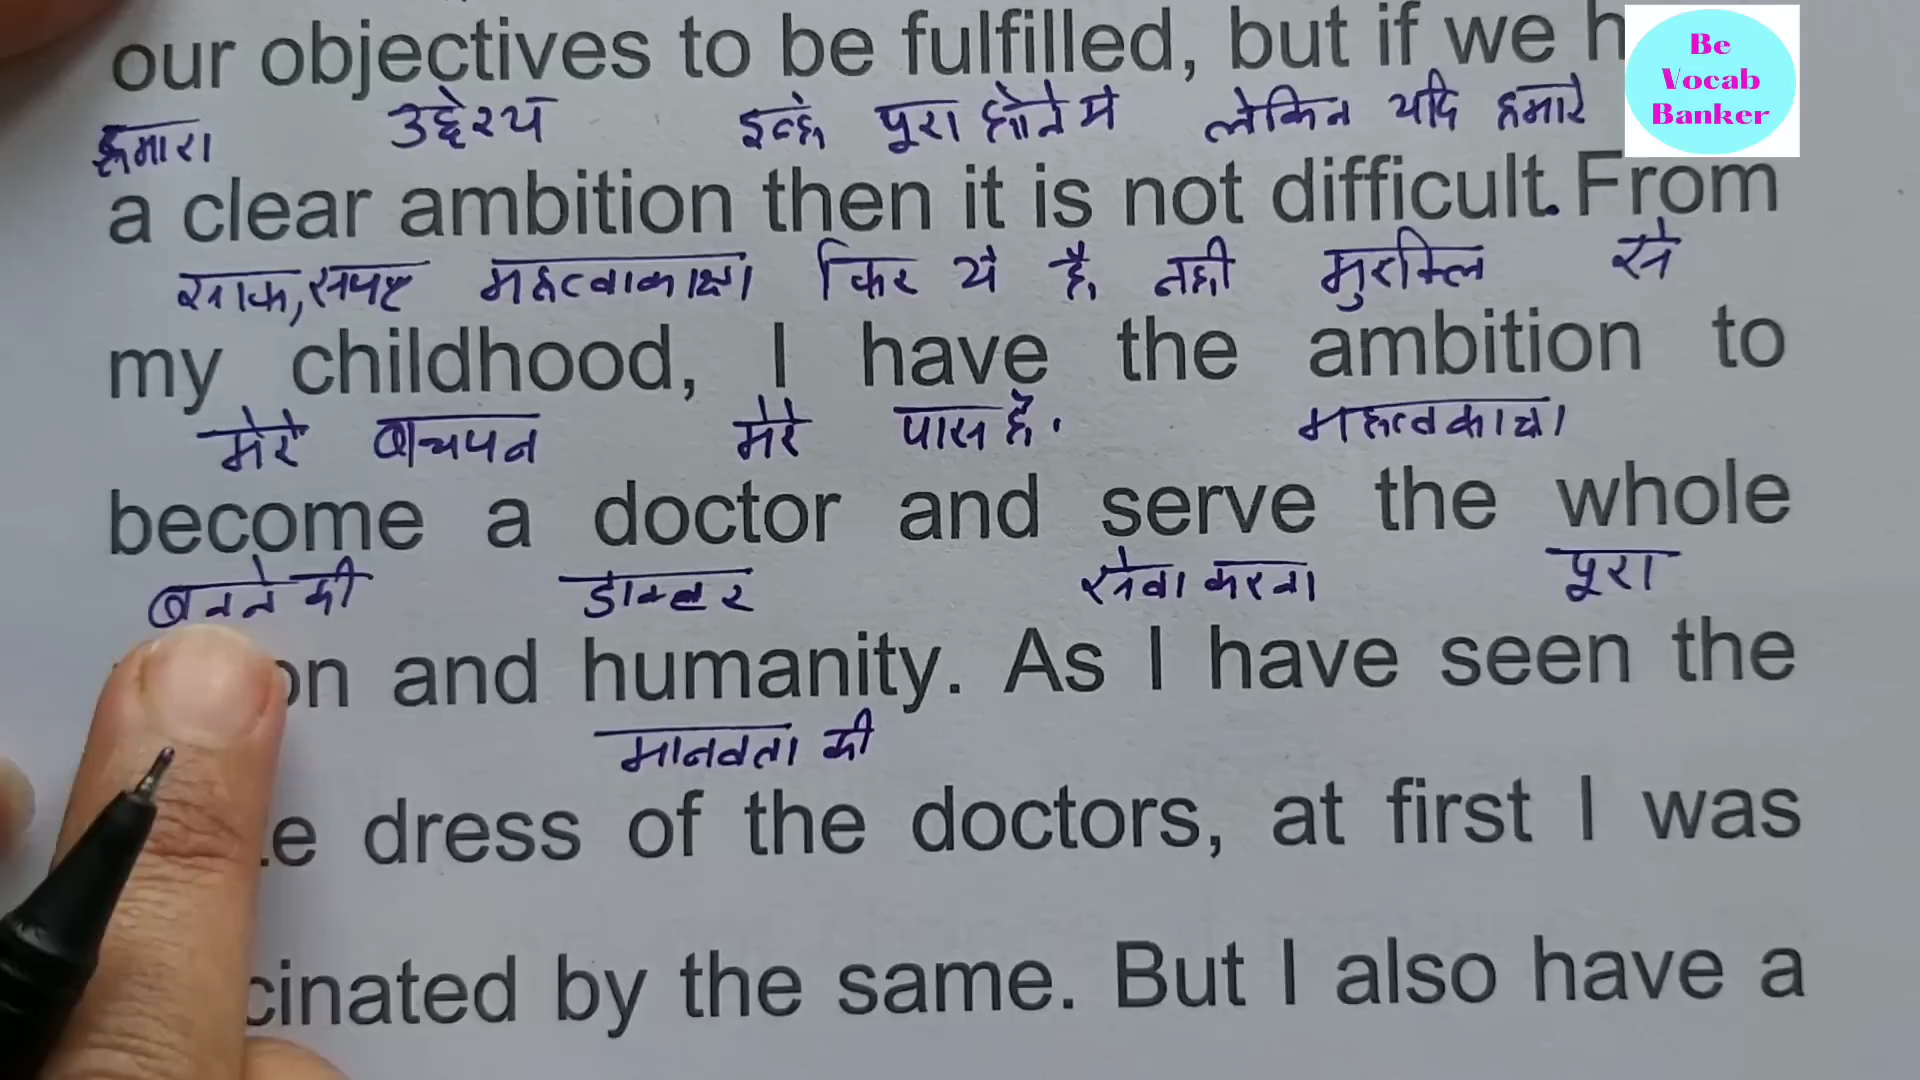 our objectives to be fulfilled, but if we h
हमारा उद्देश्य इन्हे पूरा होने मे लेकिन यदि हमारे
a clear ambition then it is not difficult. From
साफ, स्पष्ट महत्वाकांक्षा फिर ये है नही मुश्किल से
my childhood, I have the ambition to
मेरे बचपन मेरे पास है. महत्वकांक्षा
become a doctor and serve the whole
बनने की डाक्टर सेवा करना पूरा
on and humanity. As I have seen the
मानवता की
e dress of the doctors, at first I was
cinated by the same. But I also have a
Be
Vocab
Banker